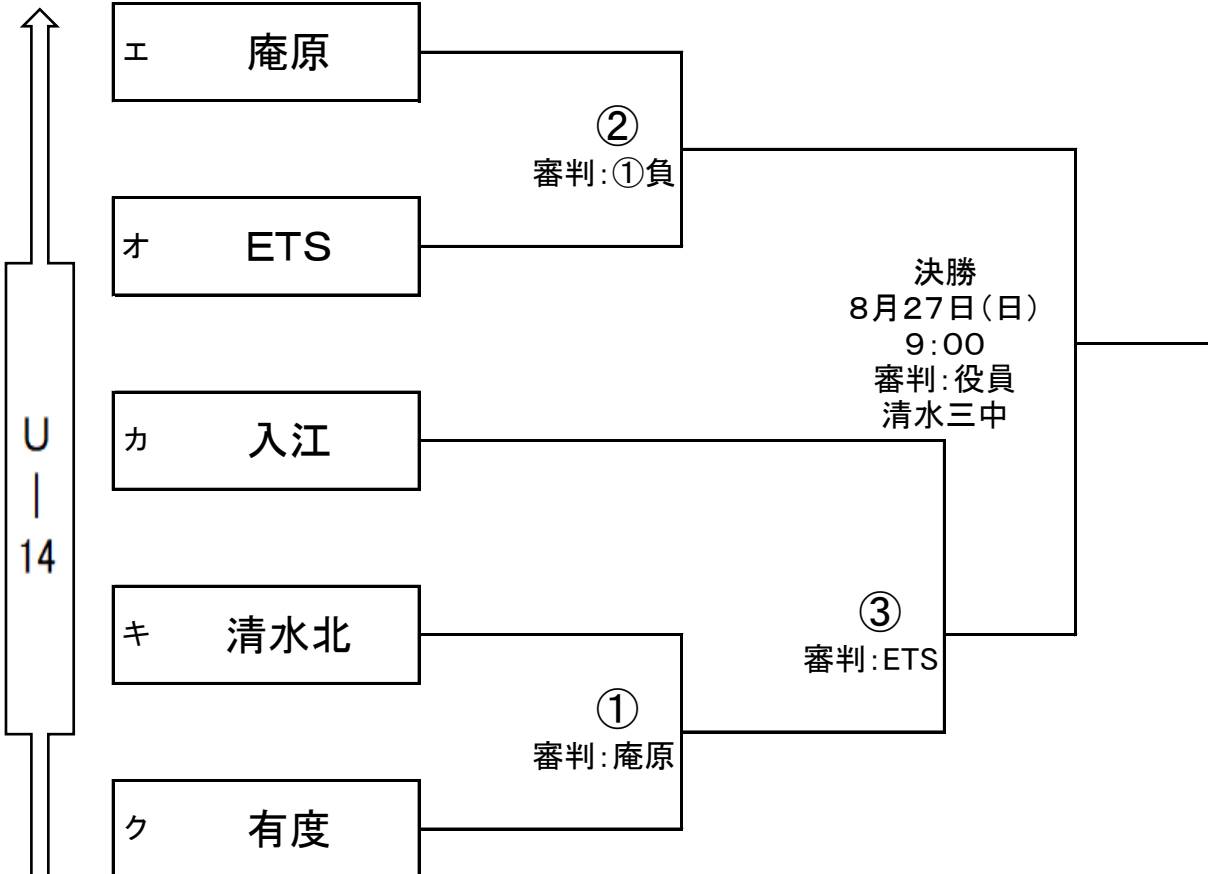 エ 庵原
②
審判:①負
オ ETS
決勝
8月27日(日)
9:00
審判:役員
清水三中
U
|
14
カ 入江
キ 清水北
③
審判:ETS
①
審判:庵原
ク 有度